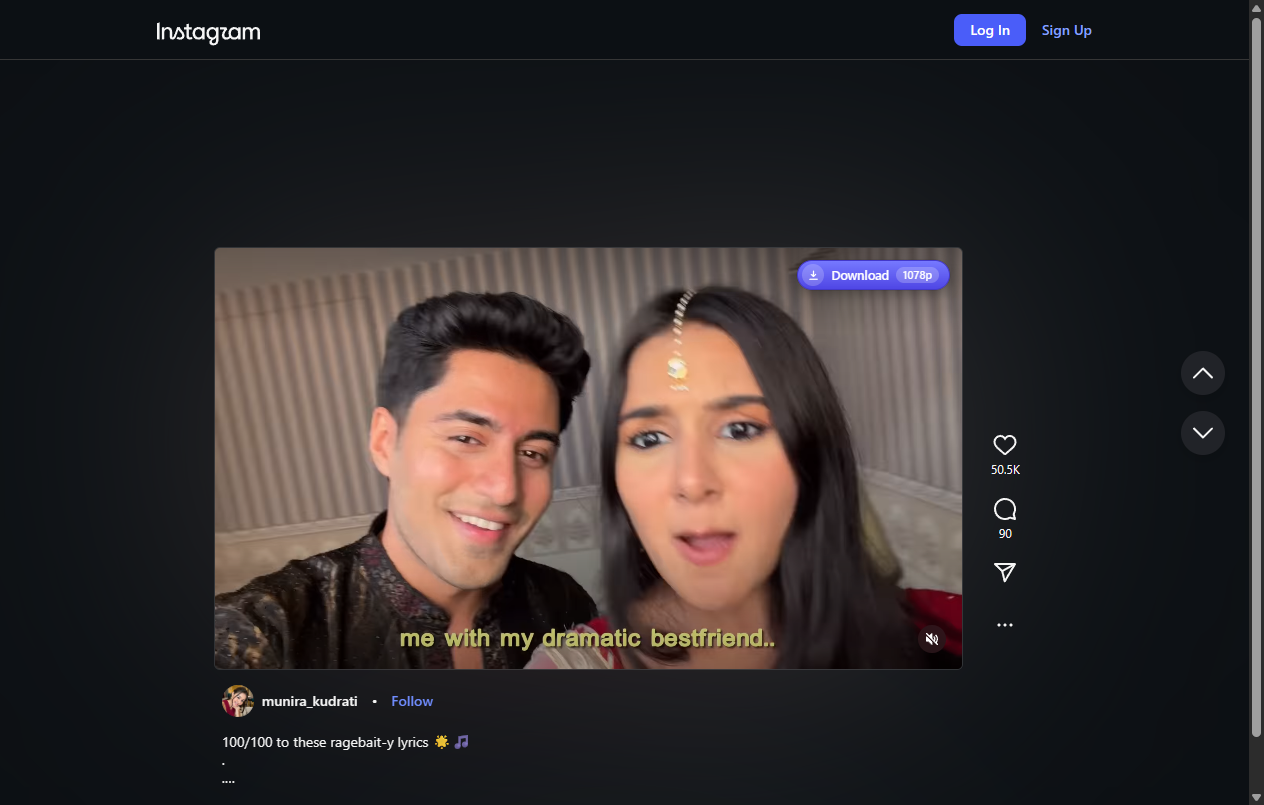 Instagram
Log In
Sign Up
Download 1078p
50.5K
90
me with my dramatic bestfriend..
munira_kudrati • Follow
100/100 to these ragebait-y lyrics 🌟 🎵
.
....